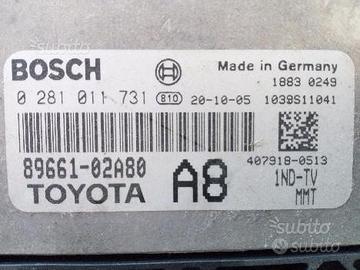 BOSCH
Made in Germany
1883 0249
0 281 011 731 810 20-10-05 1039S11041
407918-0513
89661-02A80
TOYOTA
A8
1ND-TV
MMT
subito